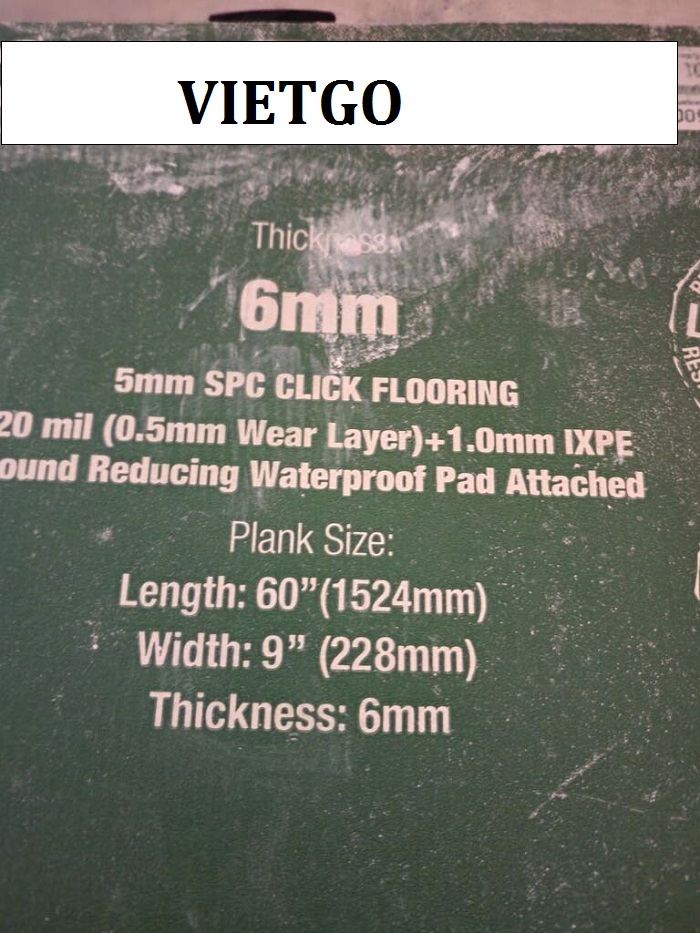 VIETGO
Thickness:
6mm
5mm SPC CLICK FLOORING
20 mil (0.5mm Wear Layer)+1.0mm IXPE
ound Reducing Waterproof Pad Attached
Plank Size:
Length: 60”(1524mm)
Width: 9” (228mm)
Thickness: 6mm